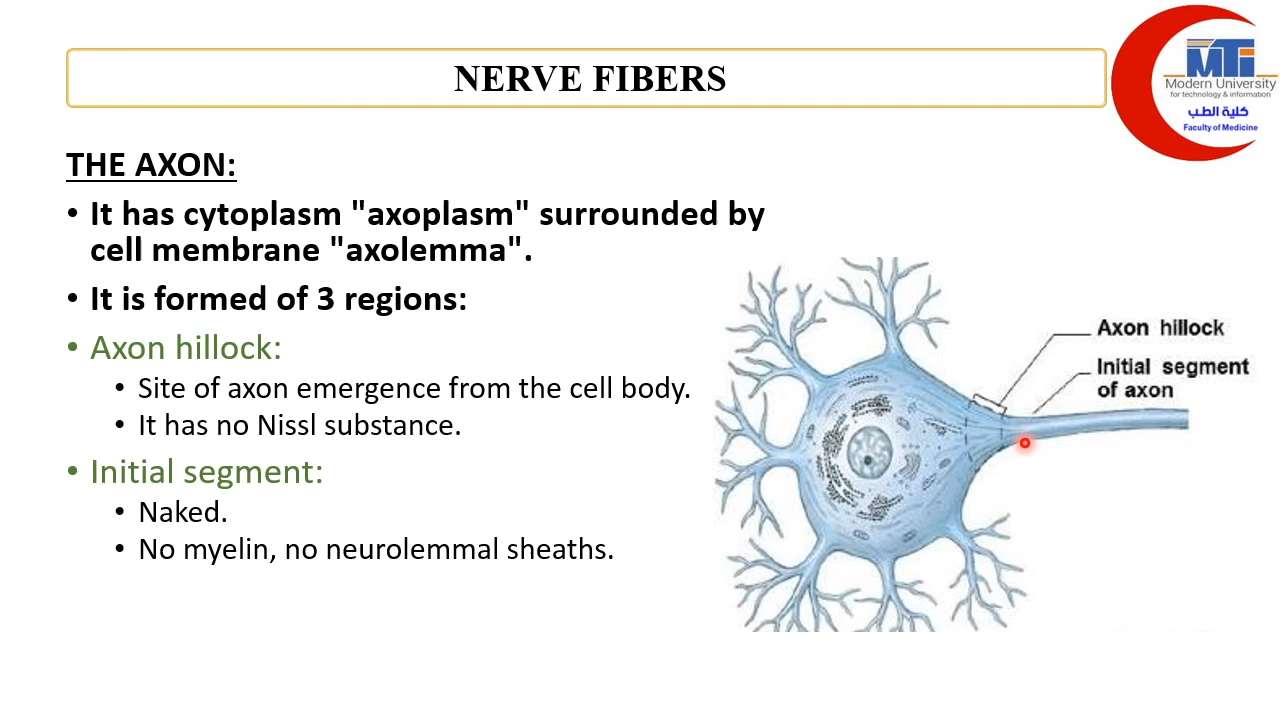 NERVE FIBERS
MTi
Modern University
for technology & information
كلية الطب
Faculty of Medicine
THE AXON:
• It has cytoplasm "axoplasm" surrounded by
cell membrane "axolemma".
• It is formed of 3 regions:
• Axon hillock:
• Site of axon emergence from the cell body.
• It has no Nissl substance.
• Initial segment:
• Naked.
• No myelin, no neurolemmal sheaths.
Axon hillock
Initial segment
of axon